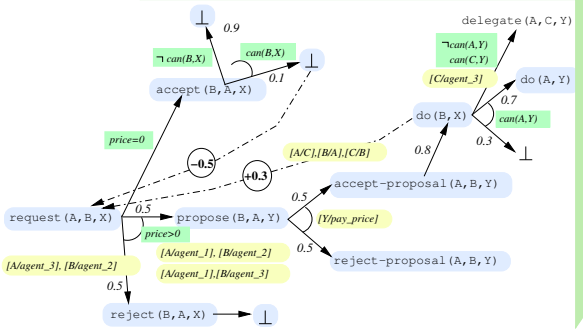 ⊥
0.9
delegate(A,C,Y)
¬ can(B,X)
can(B,X)
⊥
¬can(A,Y)
can(C,Y)
0.1
[C/agent_3]
do(A,Y)
accept(B,A,X)
0.7
do(B,X)
can(A,Y)
price=0
0.3
⊥
[A/C],[B/A],[C/B]
0.8
−0.5
+0.3
accept-proposal(A,B,Y)
0.5
request(A,B,X)
0.5
propose(B,A,Y)
[Y/pay_price]
price>0
0.5
[A/agent_1], [B/agent_2]
[A/agent_3], [B/agent_2]
reject-proposal(A,B,Y)
[A/agent_1],[B/agent_3]
0.5
reject(B,A,X)
⊥